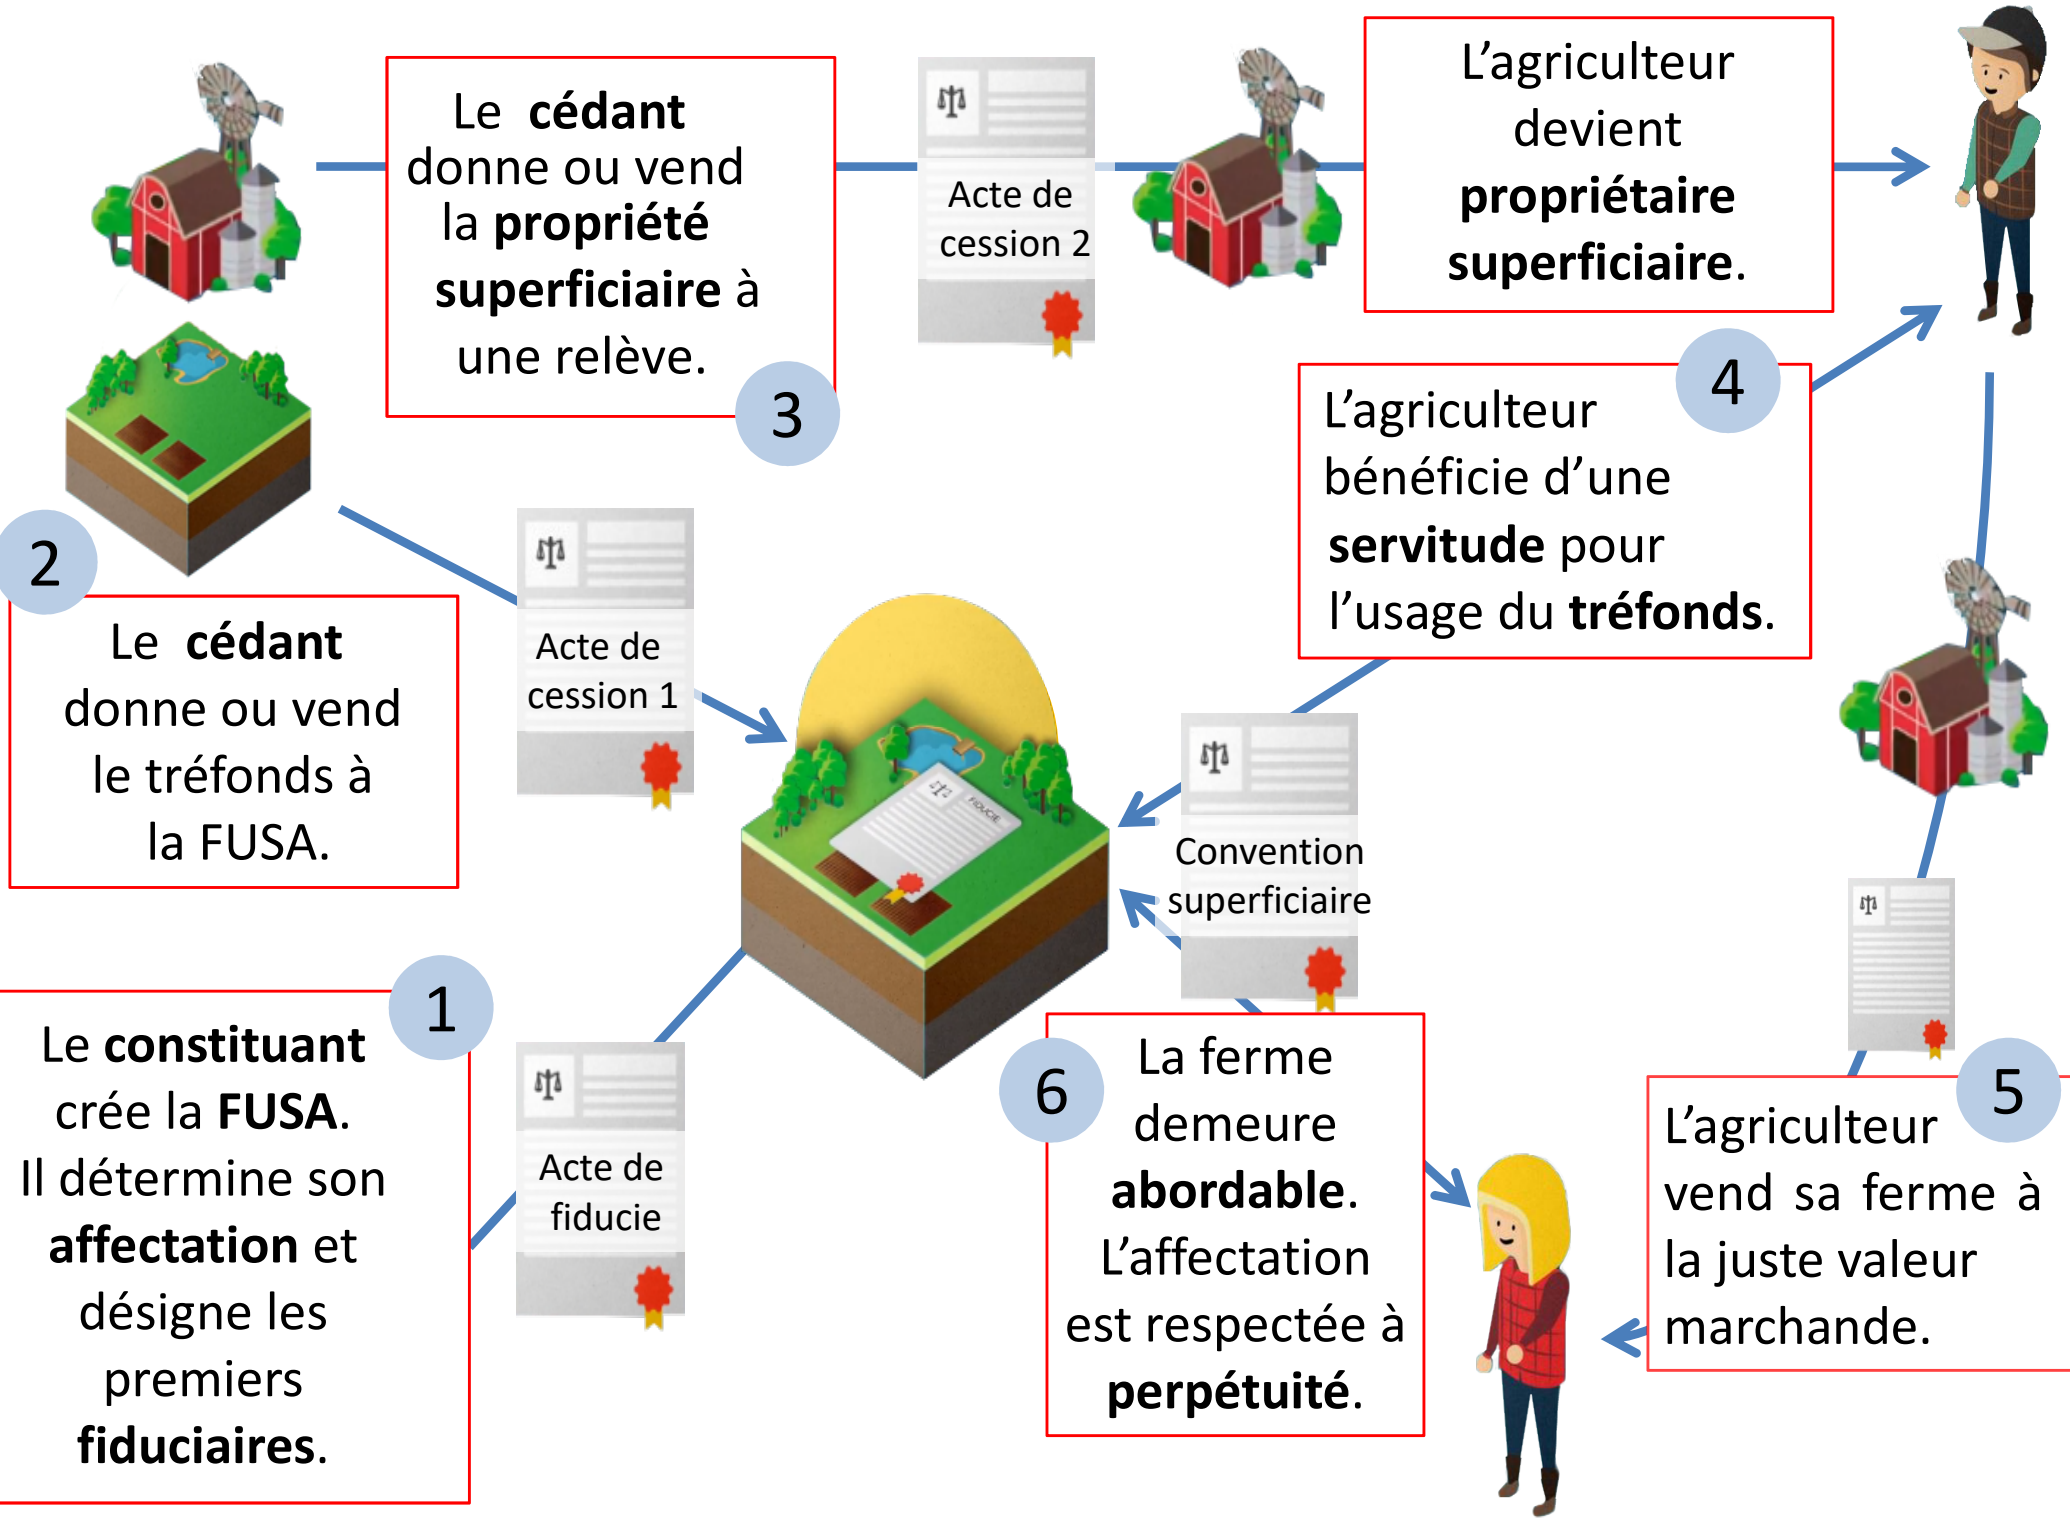 Le cédant
donne ou vend
la propriété
superficiaire à
une relève.
3
Acte de
cession 2
L’agriculteur
devient
propriétaire
superficiaire.
4
L’agriculteur
bénéficie d’une
servitude pour
l’usage du tréfonds.
2
Le cédant
donne ou vend
le tréfonds à
la FUSA.
Acte de
cession 1
FIDUCIE
Convention
superficiaire
1
Le constituant
crée la FUSA.
Il détermine son
affectation et
désigne les
premiers
fiduciaires.
Acte de
fiducie
6
La ferme
demeure
abordable.
L’affectation
est respectée à
perpétuité.
5
L’agriculteur
vend sa ferme à
la juste valeur
marchande.